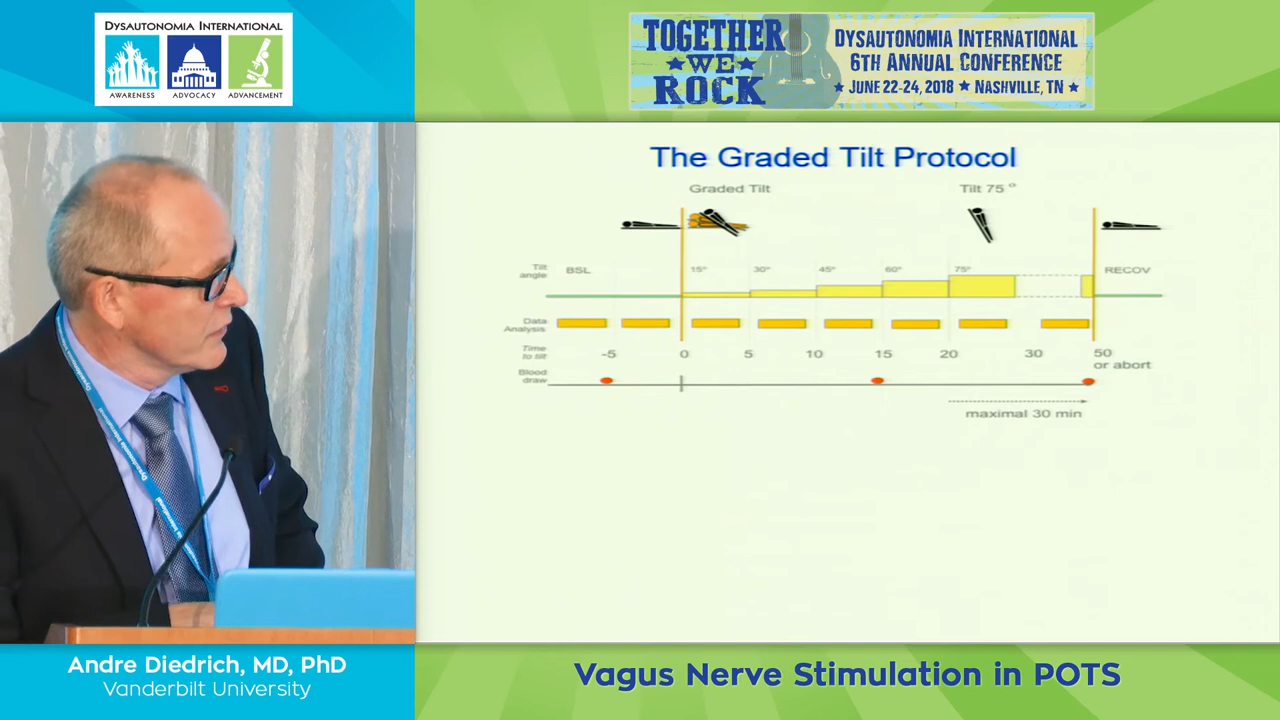 DYSAUTONOMIA INTERNATIONAL
AWARENESS ADVOCACY ADVANCEMENT
TOGETHER
WE
ROCK
DYSAUTONOMIA INTERNATIONAL
6TH ANNUAL CONFERENCE
JUNE 22-24, 2018 ★ NASHVILLE, TN
The Graded Tilt Protocol
Graded Tilt
Tilt 75 °
Tilt
angle
BSL
15° 30° 45° 60° 75°
RECOV
Data
Analysis
Time
to tilt
-5 0 5 10 15 20 30 50
or abort
Blood
draw
maximal 30 min
Dysautonomia International
Andre Diedrich, MD, PhD
Vanderbilt University
Vagus Nerve Stimulation in POTS